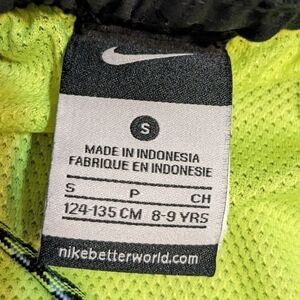 S
MADE IN INDONESIA
FABRIQUE EN INDONESIE
S P CH
124-135 CM 8-9 YRS
nikebetterworld.com